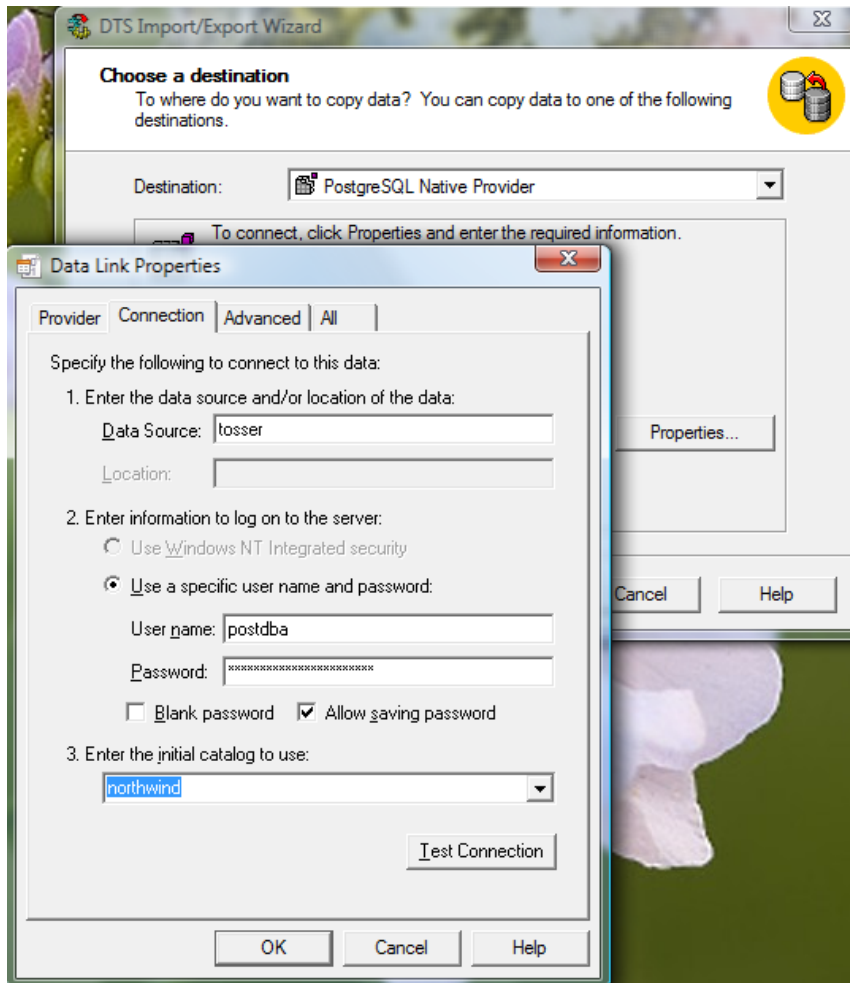 DTS Import/Export Wizard
Choose a destination
To where do you want to copy data? You can copy data to one of the following
destinations.
Destination:
PostgreSQL Native Provider
To connect, click Properties and enter the required information.
Properties...
Cancel
Help
Data Link Properties
Provider
Connection
Advanced
All
Specify the following to connect to this data:
1. Enter the data source and/or location of the data:
Data Source: tosser
Location:
2. Enter information to log on to the server:
Use Windows NT Integrated security
Use a specific user name and password:
User name: postdba
Password: ***********************
Blank password
Allow saving password
3. Enter the initial catalog to use:
northwind
Test Connection
OK
Cancel
Help